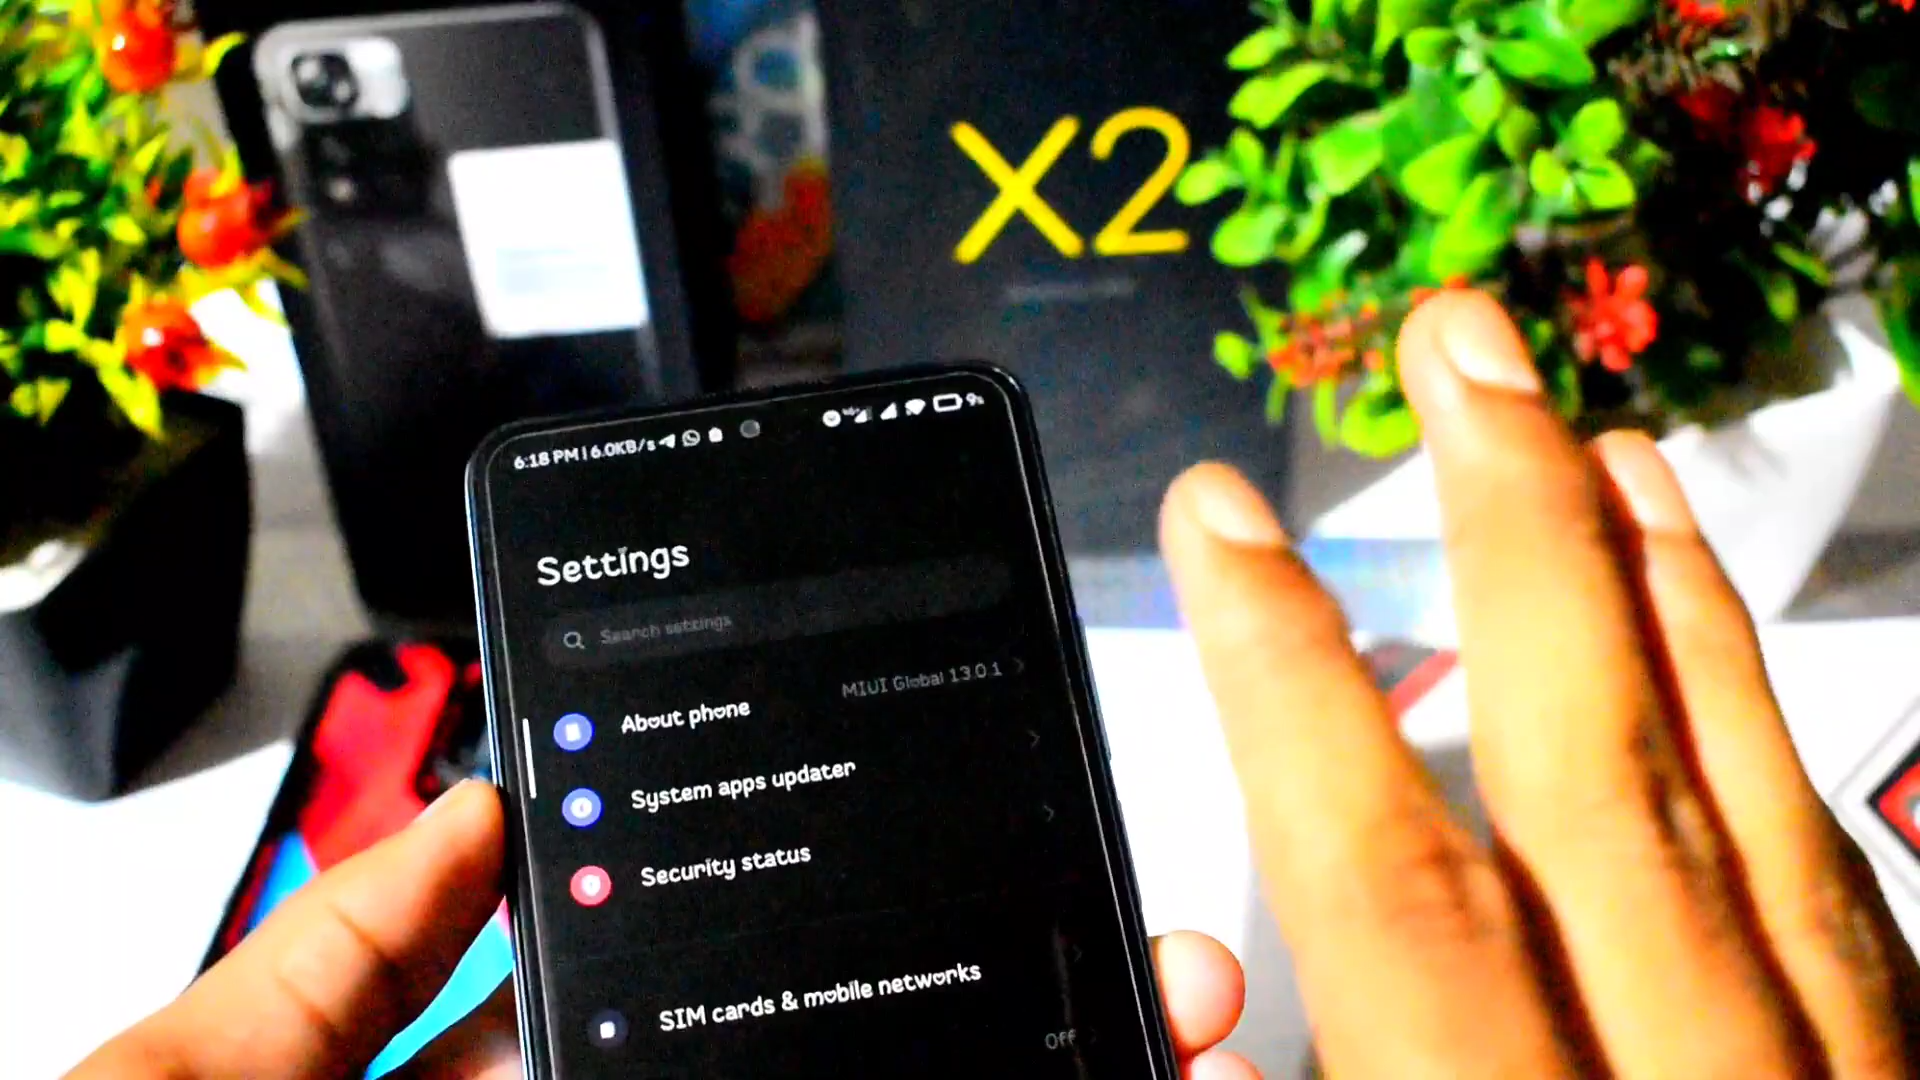 X2
6:18 PM | 6.0KB/s
Settings
Search settings
About phone
MIUI Global 13.0.1
System apps updater
Security status
SIM cards & mobile networks
Off